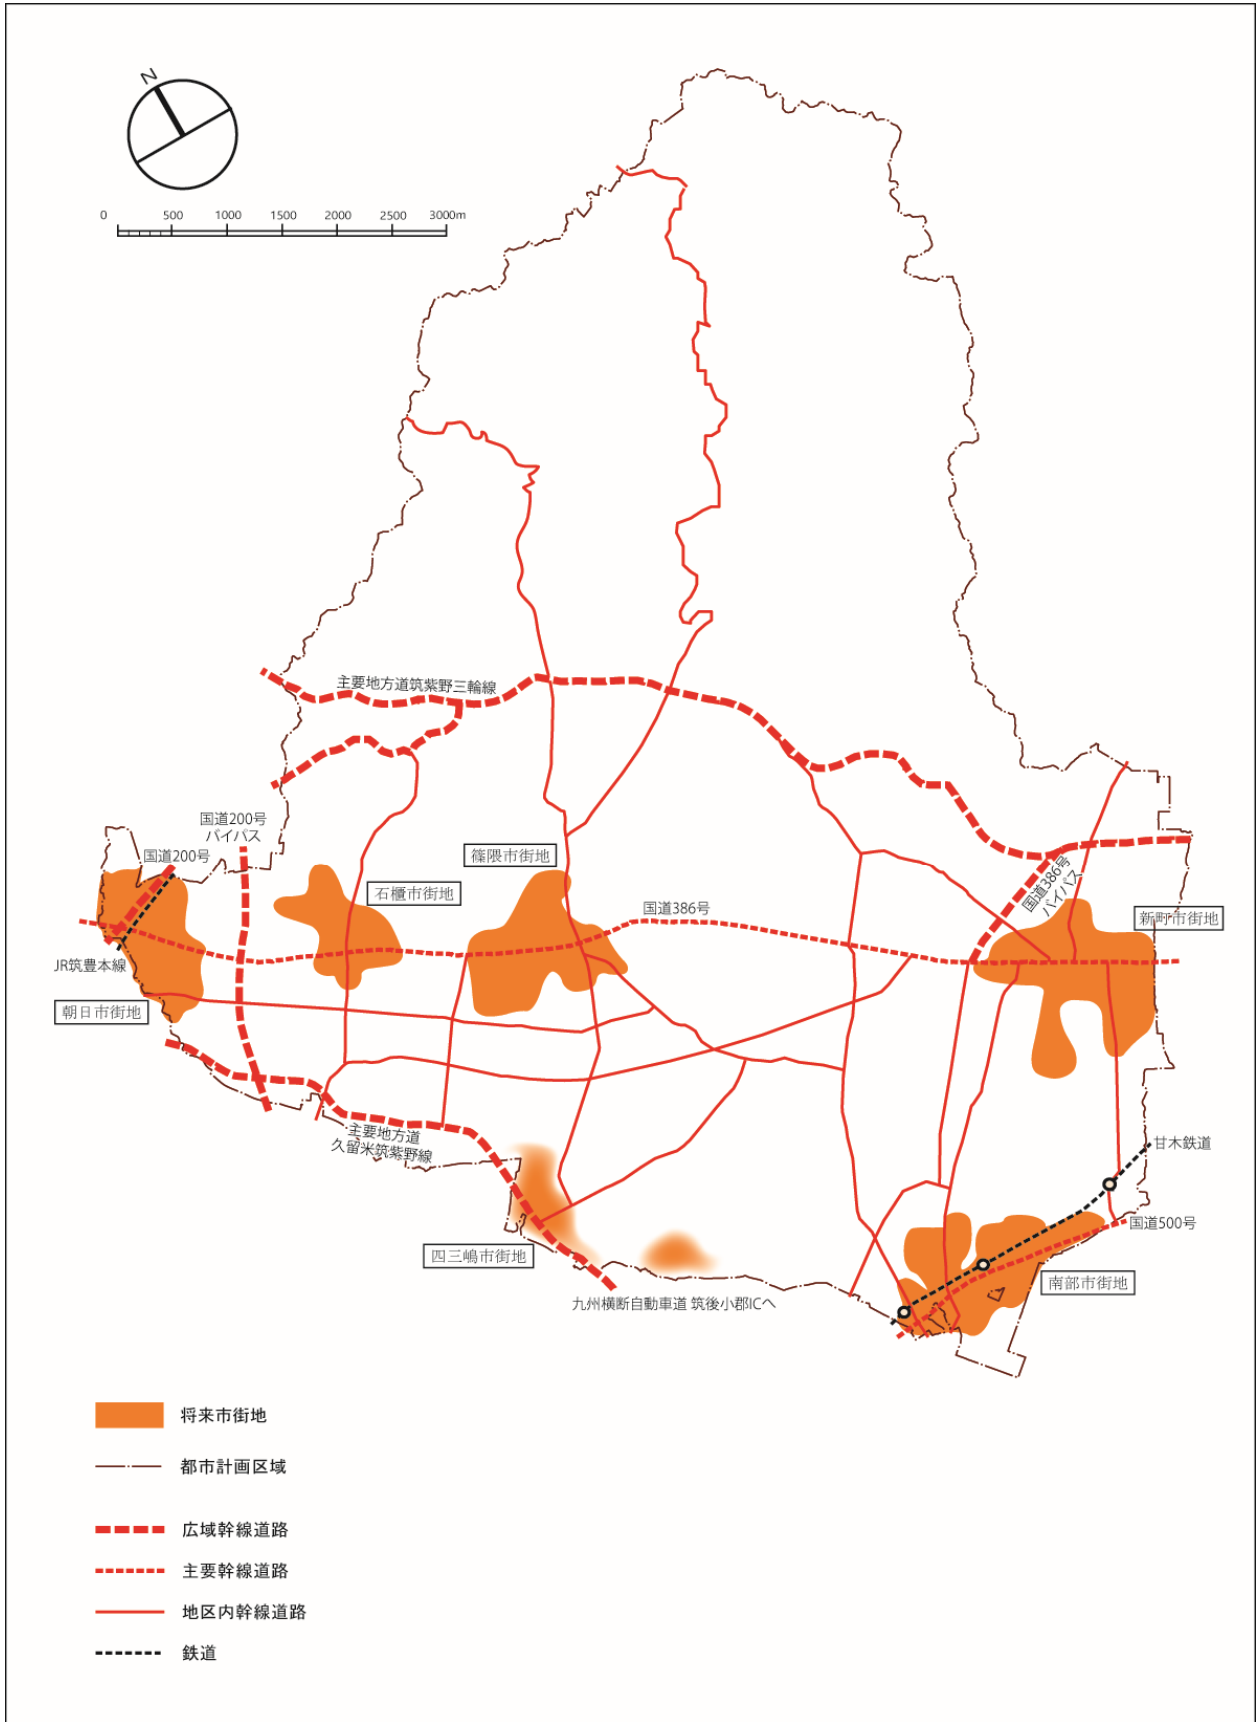 N
0 500 1000 1500 2000 2500 3000m
主要地方道筑紫野三輪線
国道200号
バイパス
国道200号
篠隈市街地
石櫃市街地
国道386号
国道386号
バイパス
新町市街地
JR筑豊本線
朝日市街地
主要地方道
久留米筑紫野線
甘木鉄道
国道500号
四三嶋市街地
南部市街地
九州横断自動車道 筑後小郡ICへ
将来市街地
都市計画区域
広域幹線道路
主要幹線道路
地区内幹線道路
鉄道